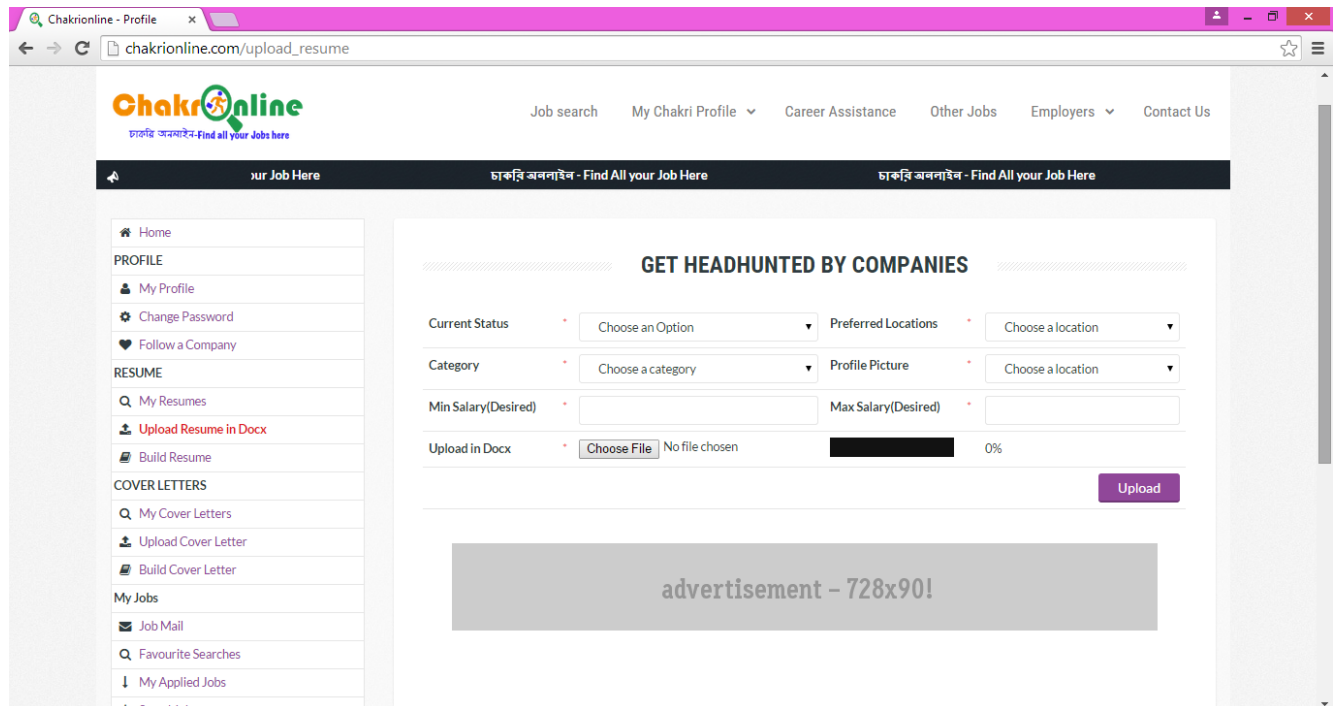 Chakrionline - Profile
chakrionline.com/upload_resume
Chakr Online
চাকরি অনলাইন-Find all your Jobs here
Job search My Chakri Profile Career Assistance Other Jobs Employers Contact Us
ur Job Here চাকরি অনলাইন - Find All your Job Here চাকরি অনলাইন - Find All your Job Here
Home
PROFILE
My Profile
Change Password
Follow a Company
RESUME
My Resumes
Upload Resume in Docx
Build Resume
COVER LETTERS
My Cover Letters
Upload Cover Letter
Build Cover Letter
My Jobs
Job Mail
Favourite Searches
My Applied Jobs
GET HEADHUNTED BY COMPANIES
Current Status * Choose an Option Preferred Locations * Choose a location
Category * Choose a category Profile Picture * Choose a location
Min Salary(Desired) * Max Salary(Desired) *
Upload in Docx * Choose File No file chosen 0%
Upload
advertisement – 728x90!